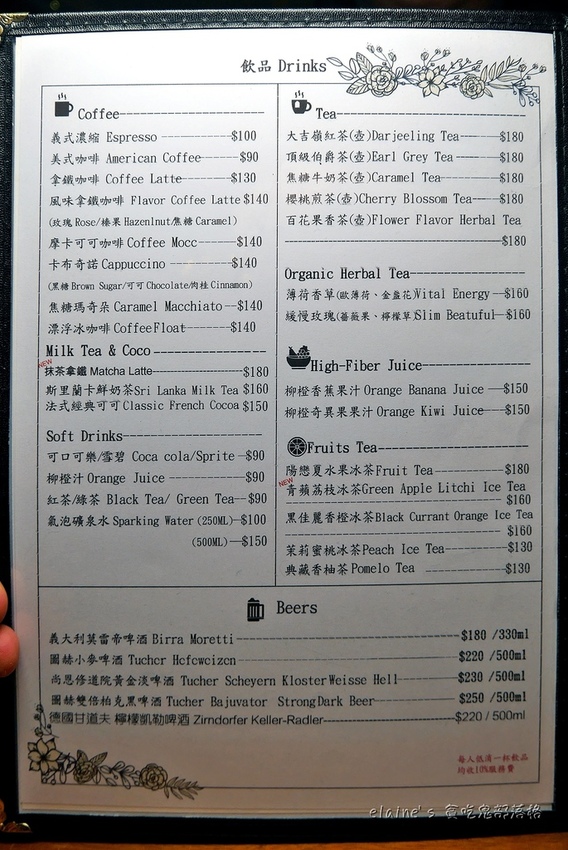 飲品 Drinks
Coffee
義式濃縮 Espresso $100
美式咖啡 American Coffee $90
拿鐵咖啡 Coffee Latte $130
風味拿鐵咖啡 Flavor Coffee Latte $140
(玫瑰 Rose/榛果 Hazenlnut/焦糖 Caramel)
摩卡可可咖啡 Coffee Mocc $140
卡布奇諾 Cappuccino $140
(黑糖 Brown Sugar/可可 Chocolate/肉桂 Cinnamon)
焦糖瑪奇朵 Caramel Macchiato $140
漂浮冰咖啡 Coffee Float $140
Milk Tea & Coco
NEW
抹茶拿鐵 Matcha Latte $180
斯里蘭卡鮮奶茶 Sri Lanka Milk Tea $160
法式經典可可 Classic French Cocoa $150
Soft Drinks
可口可樂/雪碧 Coca cola/Sprite $90
柳橙汁 Orange Juice $90
紅茶/綠茶 Black Tea/ Green Tea $90
氣泡礦泉水 Sparking Water (250ML) $100
(500ML) $150
Tea
大吉嶺紅茶(壺)Darjeeling Tea $180
頂級伯爵茶(壺)Earl Grey Tea $180
焦糖牛奶茶(壺)Caramel Tea $180
櫻桃煎茶(壺)Cherry Blossom Tea $180
百花果香茶(壺)Flower Flavor Herbal Tea
$180
Organic Herbal Tea
薄荷香草(歐薄荷、金盞花)Vital Energy $160
緩慢玫瑰(薔薇果、檸檬草)Slim Beatuful $160
High-Fiber Juice
柳橙香蕉果汁 Orange Banana Juice $150
柳橙奇異果果汁 Orange Kiwi Juice $150
Fruits Tea
陽戀夏水果冰茶 Fruit Tea $180
NEW
青蘋荔枝冰茶 Green Apple Litchi Ice Tea
$160
黑佳麗香橙冰茶 Black Currant Orange Ice Tea
$160
茉莉蜜桃冰茶 Peach Ice Tea $130
典藏香柚茶 Pomelo Tea $130
Beers
義大利莫雷帝啤酒 Birra Moretti $180 /330ml
圖赫小麥啤酒 Tucher Hefeweizen $220 /500ml
尚恩修道院黃金淡啤酒 Tucher Scheyern Kloster Weisse Hell $230 /500ml
圖赫雙倍柏克黑啤酒 Tucher Bajuvator Strong Dark Beer $250 /500ml
德國甘道夫 檸檬凱勒啤酒 Zirndorfer Keller-Radler $220 / 500ml
每人低消一杯飲品
均收10%服務費
elaine's 貪吃鬼部落格